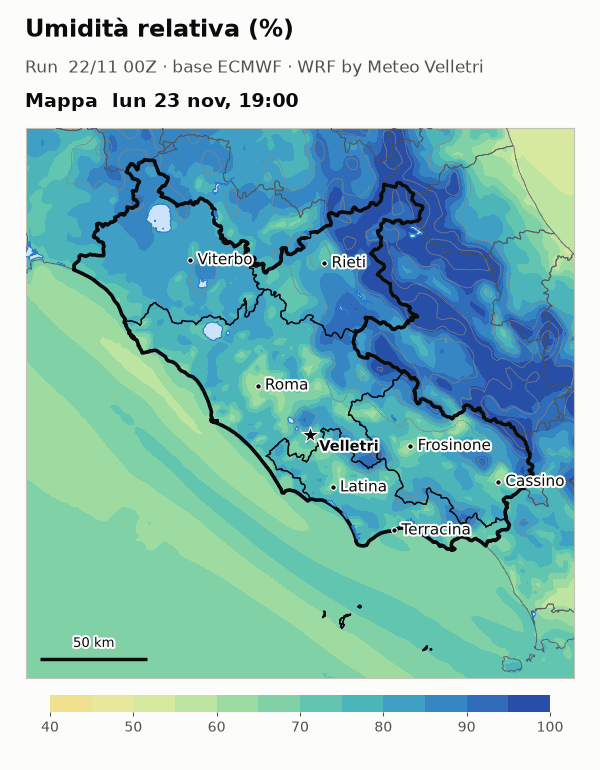 Umidità relativa (%)
Run  22/11 00Z · base ECMWF · WRF by Meteo Velletri
Mappa  lun 23 nov, 19:00
Viterbo
Rieti
Roma
Velletri
Frosinone
Cassino
Latina
Terracina
50 km
40 50 60 70 80 90 100